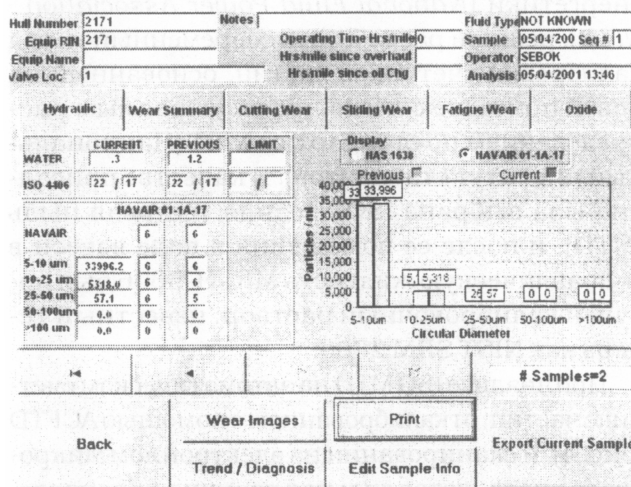 Hull Number 2171 Notes Fluid Type NOT KNOWN
Equip RIN 2171 Operating Time Hrs/mile 0 Sample 05/04/200 Seq # 1
Equip Name Hrs/mile since overhaul Operator SEBOK
Valve Loc 1 Hrs/mile since oil Chg Analysis 05/04/2001 13:46
Hydraulic Wear Summary Cutting Wear Sliding Wear Fatigue Wear Oxide
CURRENT PREVIOUS LIMIT
WATER .3 1.2
ISO 4406 22 / 17 22 / 17 /
NAVAIR 01-1A-17
NAVAIR 6 6
5-10 um 33996.2 6 6
10-25 um 5318.0 6 6
25-50 um 57.1 6 5
50-100um 0.0 0 0
>100 um 0.0 0 0
Display
NAS 1638 NAVAIR 01-1A-17
Previous Current
Particles / ml
40,000
35,000
30,000
25,000
20,000
15,000
10,000
5,000
0
33,996
5,318
57
0 0
0 0
5-10um 10-25um 25-50um 50-100um >100um
Circular Diameter
# Samples=2
Back Wear Images Print Export Current Sample
Trend / Diagnosis Edit Sample Info